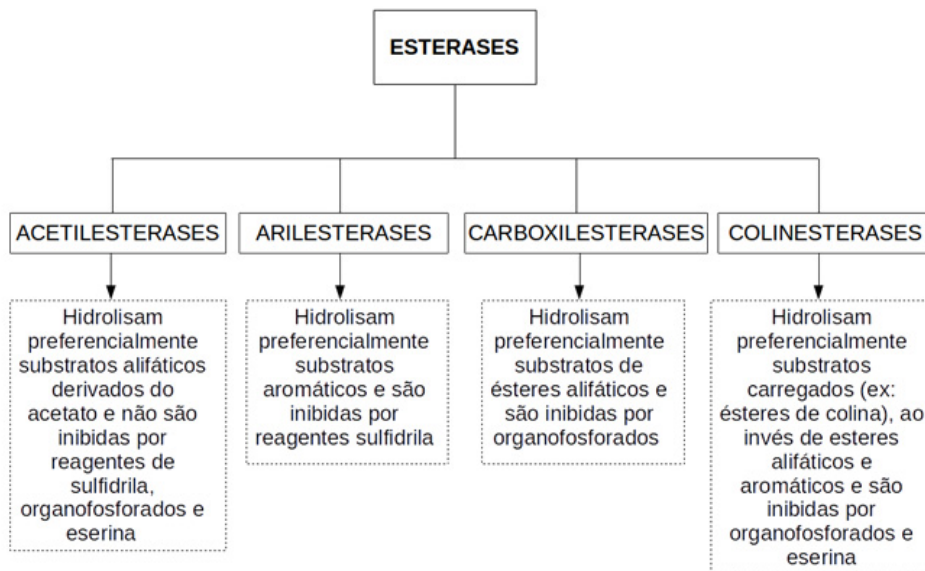 ESTERASES
ACETILESTERASES
ARILESTERASES
CARBOXILESTERASES
COLINESTERASES
Hidrolisam
preferencialmente
substratos alifáticos
derivados do
acetato e não são
inibidas por
reagentes de
sulfidrila,
organofosforados e
eserina
Hidrolisam
preferencialmente
substratos
aromáticos e são
inibidas por
reagentes sulfidrila
Hidrolisam
preferencialmente
substratos de
ésteres alifáticos e
são inibidas por
organofosforados
Hidrolisam
preferencialmente
substratos
carregados (ex:
ésteres de colina), ao
invés de esteres
alifáticos e
aromáticos e são
inibidas por
organofosforados e
eserina